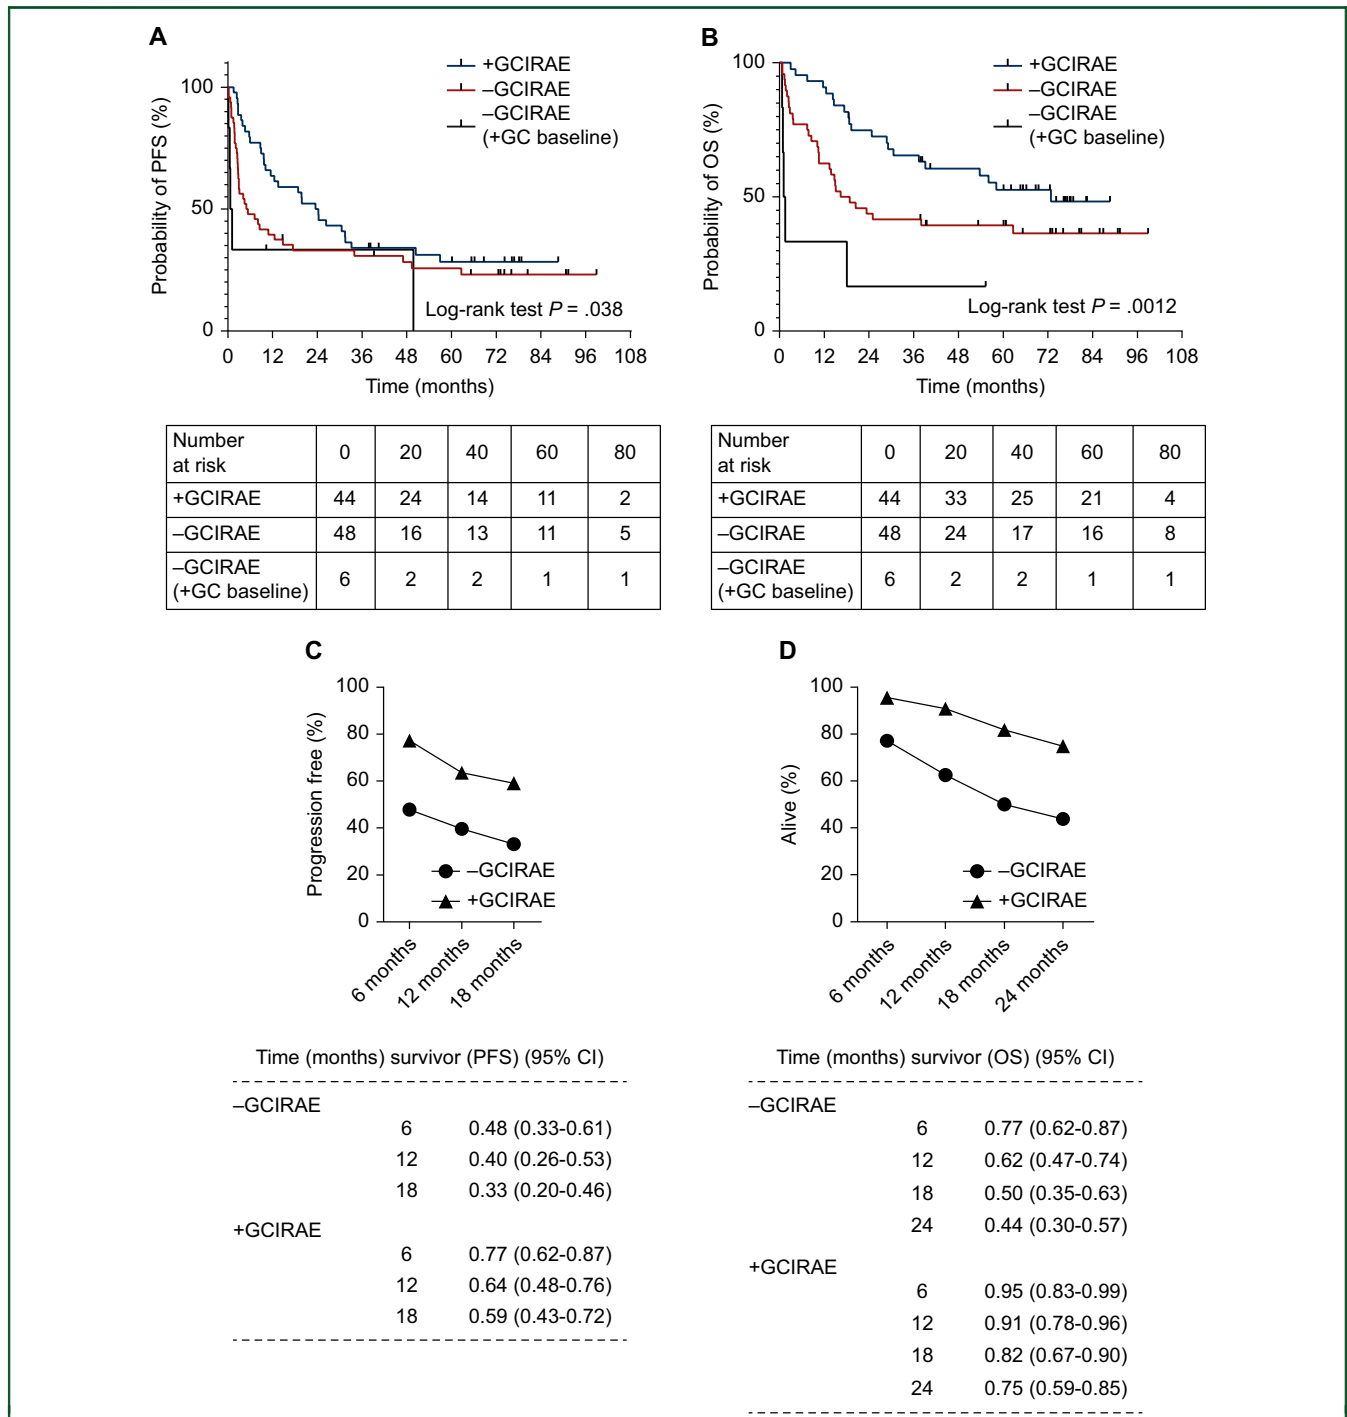 A
+GCIRAE
–GCIRAE
–GCIRAE
(+GC baseline)
Probability of PFS (%)
100
50
0
Log-rank test P = .038
0 12 24 36 48 60 72 84 96 108
Time (months)
Number at risk 0 20 40 60 80
+GCIRAE 44 24 14 11 2
–GCIRAE 48 16 13 11 5
–GCIRAE (+GC baseline) 6 2 2 1 1
B
+GCIRAE
–GCIRAE
–GCIRAE
(+GC baseline)
Probability of OS (%)
100
50
0
Log-rank test P = .0012
0 12 24 36 48 60 72 84 96 108
Time (months)
Number at risk 0 20 40 60 80
+GCIRAE 44 33 25 21 4
–GCIRAE 48 24 17 16 8
–GCIRAE (+GC baseline) 6 2 2 1 1
C
Progression free (%)
100
80
60
40
20
0
–GCIRAE
+GCIRAE
6 months 12 months 18 months
Time (months) survivor (PFS) (95% CI)
–GCIRAE
6 0.48 (0.33-0.61)
12 0.40 (0.26-0.53)
18 0.33 (0.20-0.46)
+GCIRAE
6 0.77 (0.62-0.87)
12 0.64 (0.48-0.76)
18 0.59 (0.43-0.72)
D
Alive (%)
100
80
60
40
20
0
–GCIRAE
+GCIRAE
6 months 12 months 18 months 24 months
Time (months) survivor (OS) (95% CI)
–GCIRAE
6 0.77 (0.62-0.87)
12 0.62 (0.47-0.74)
18 0.50 (0.35-0.63)
24 0.44 (0.30-0.57)
+GCIRAE
6 0.95 (0.83-0.99)
12 0.91 (0.78-0.96)
18 0.82 (0.67-0.90)
24 0.75 (0.59-0.85)